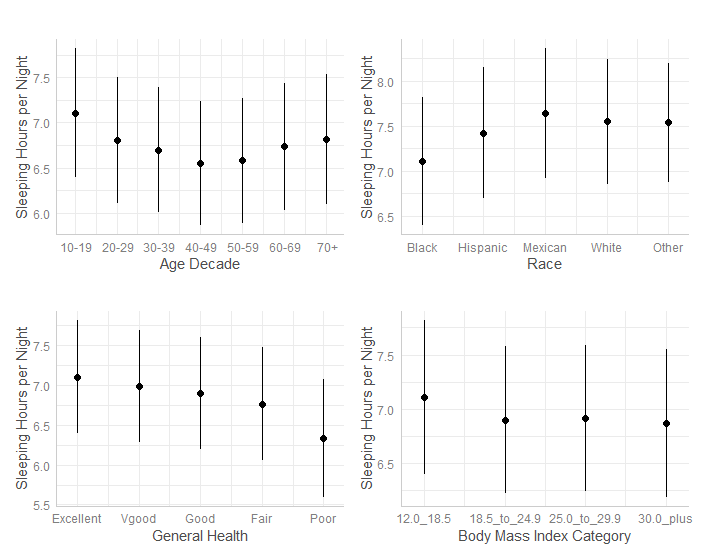 Sleeping Hours per Night
7.5
7.0
6.5
6.0
10-19 20-29 30-39 40-49 50-59 60-69 70+
Age Decade
Sleeping Hours per Night
8.0
7.5
7.0
6.5
Black Hispanic Mexican White Other
Race
Sleeping Hours per Night
7.5
7.0
6.5
6.0
5.5
Excellent Vgood Good Fair Poor
General Health
Sleeping Hours per Night
7.5
7.0
6.5
12.0_18.5 18.5_to_24.9 25.0_to_29.9 30.0_plus
Body Mass Index Category